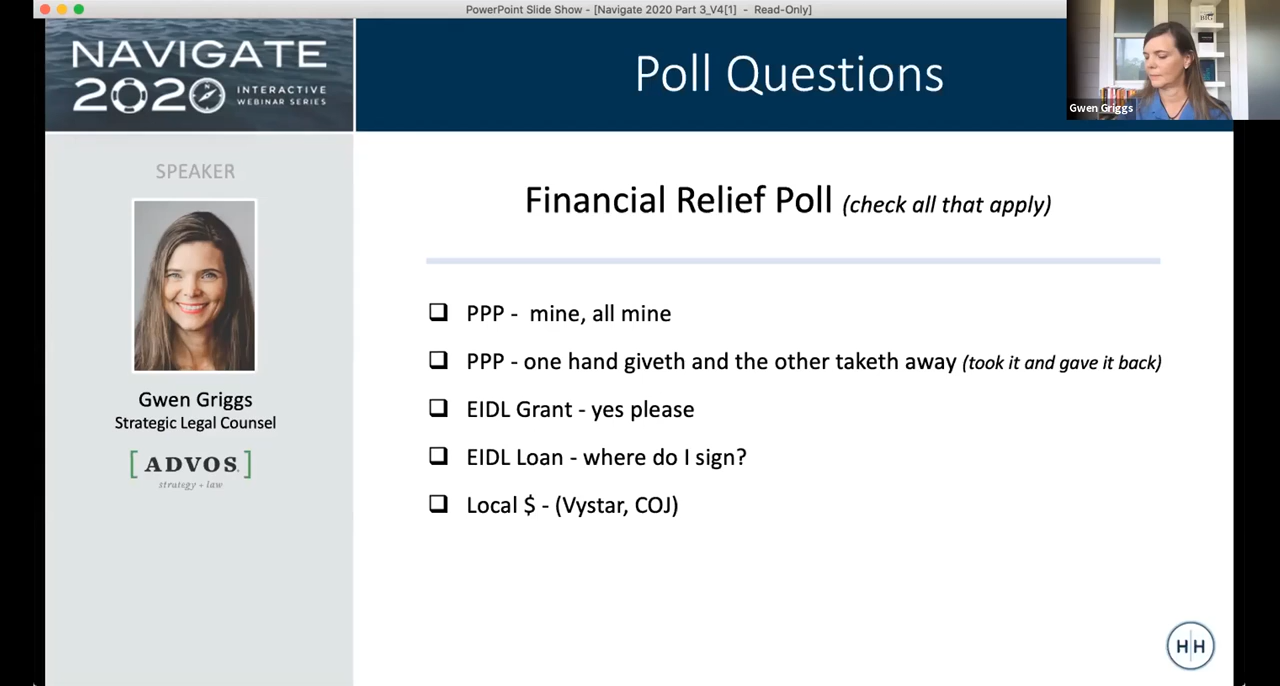 PowerPoint Slide Show - [Navigate 2020 Part 3_V4[1] - Read-Only]
NAVIGATE
2020 INTERACTIVE
WEBINAR SERIES
Poll Questions
Gwen Griggs
SPEAKER
Gwen Griggs
Strategic Legal Counsel
[ADVOS]
strategy + law
Financial Relief Poll (check all that apply)
PPP - mine, all mine
PPP - one hand giveth and the other taketh away (took it and gave it back)
EIDL Grant - yes please
EIDL Loan - where do I sign?
Local $ - (Vystar, COJ)
H|H